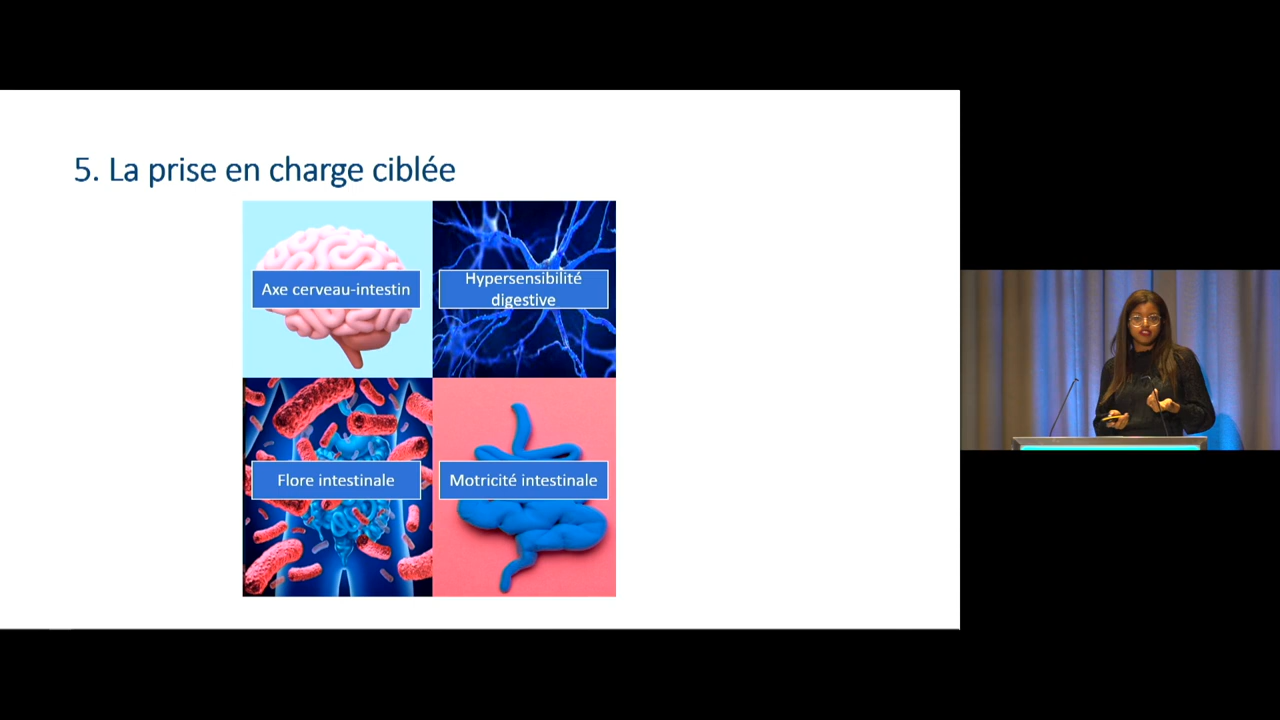 5. La prise en charge ciblée
Axe cerveau-intestin
Hypersensibilité
digestive
Flore intestinale
Motricité intestinale